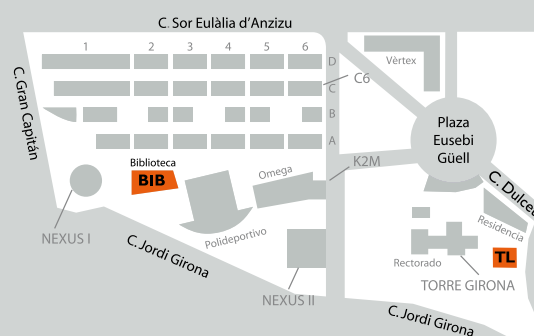 C. Sor Eulàlia d'Anzizu
1 2 3 4 5 6
D
C
B
A
C6
Vèrtex
C. Gran Capitán
Plaza
Eusebi
Güell
Biblioteca
BIB
Omega
K2M
C. Dulcet
Residencia
NEXUS I
Polideportivo
C. Jordi Girona
Rectorado
TL
TORRE GIRONA
NEXUS II
C. Jordi Girona